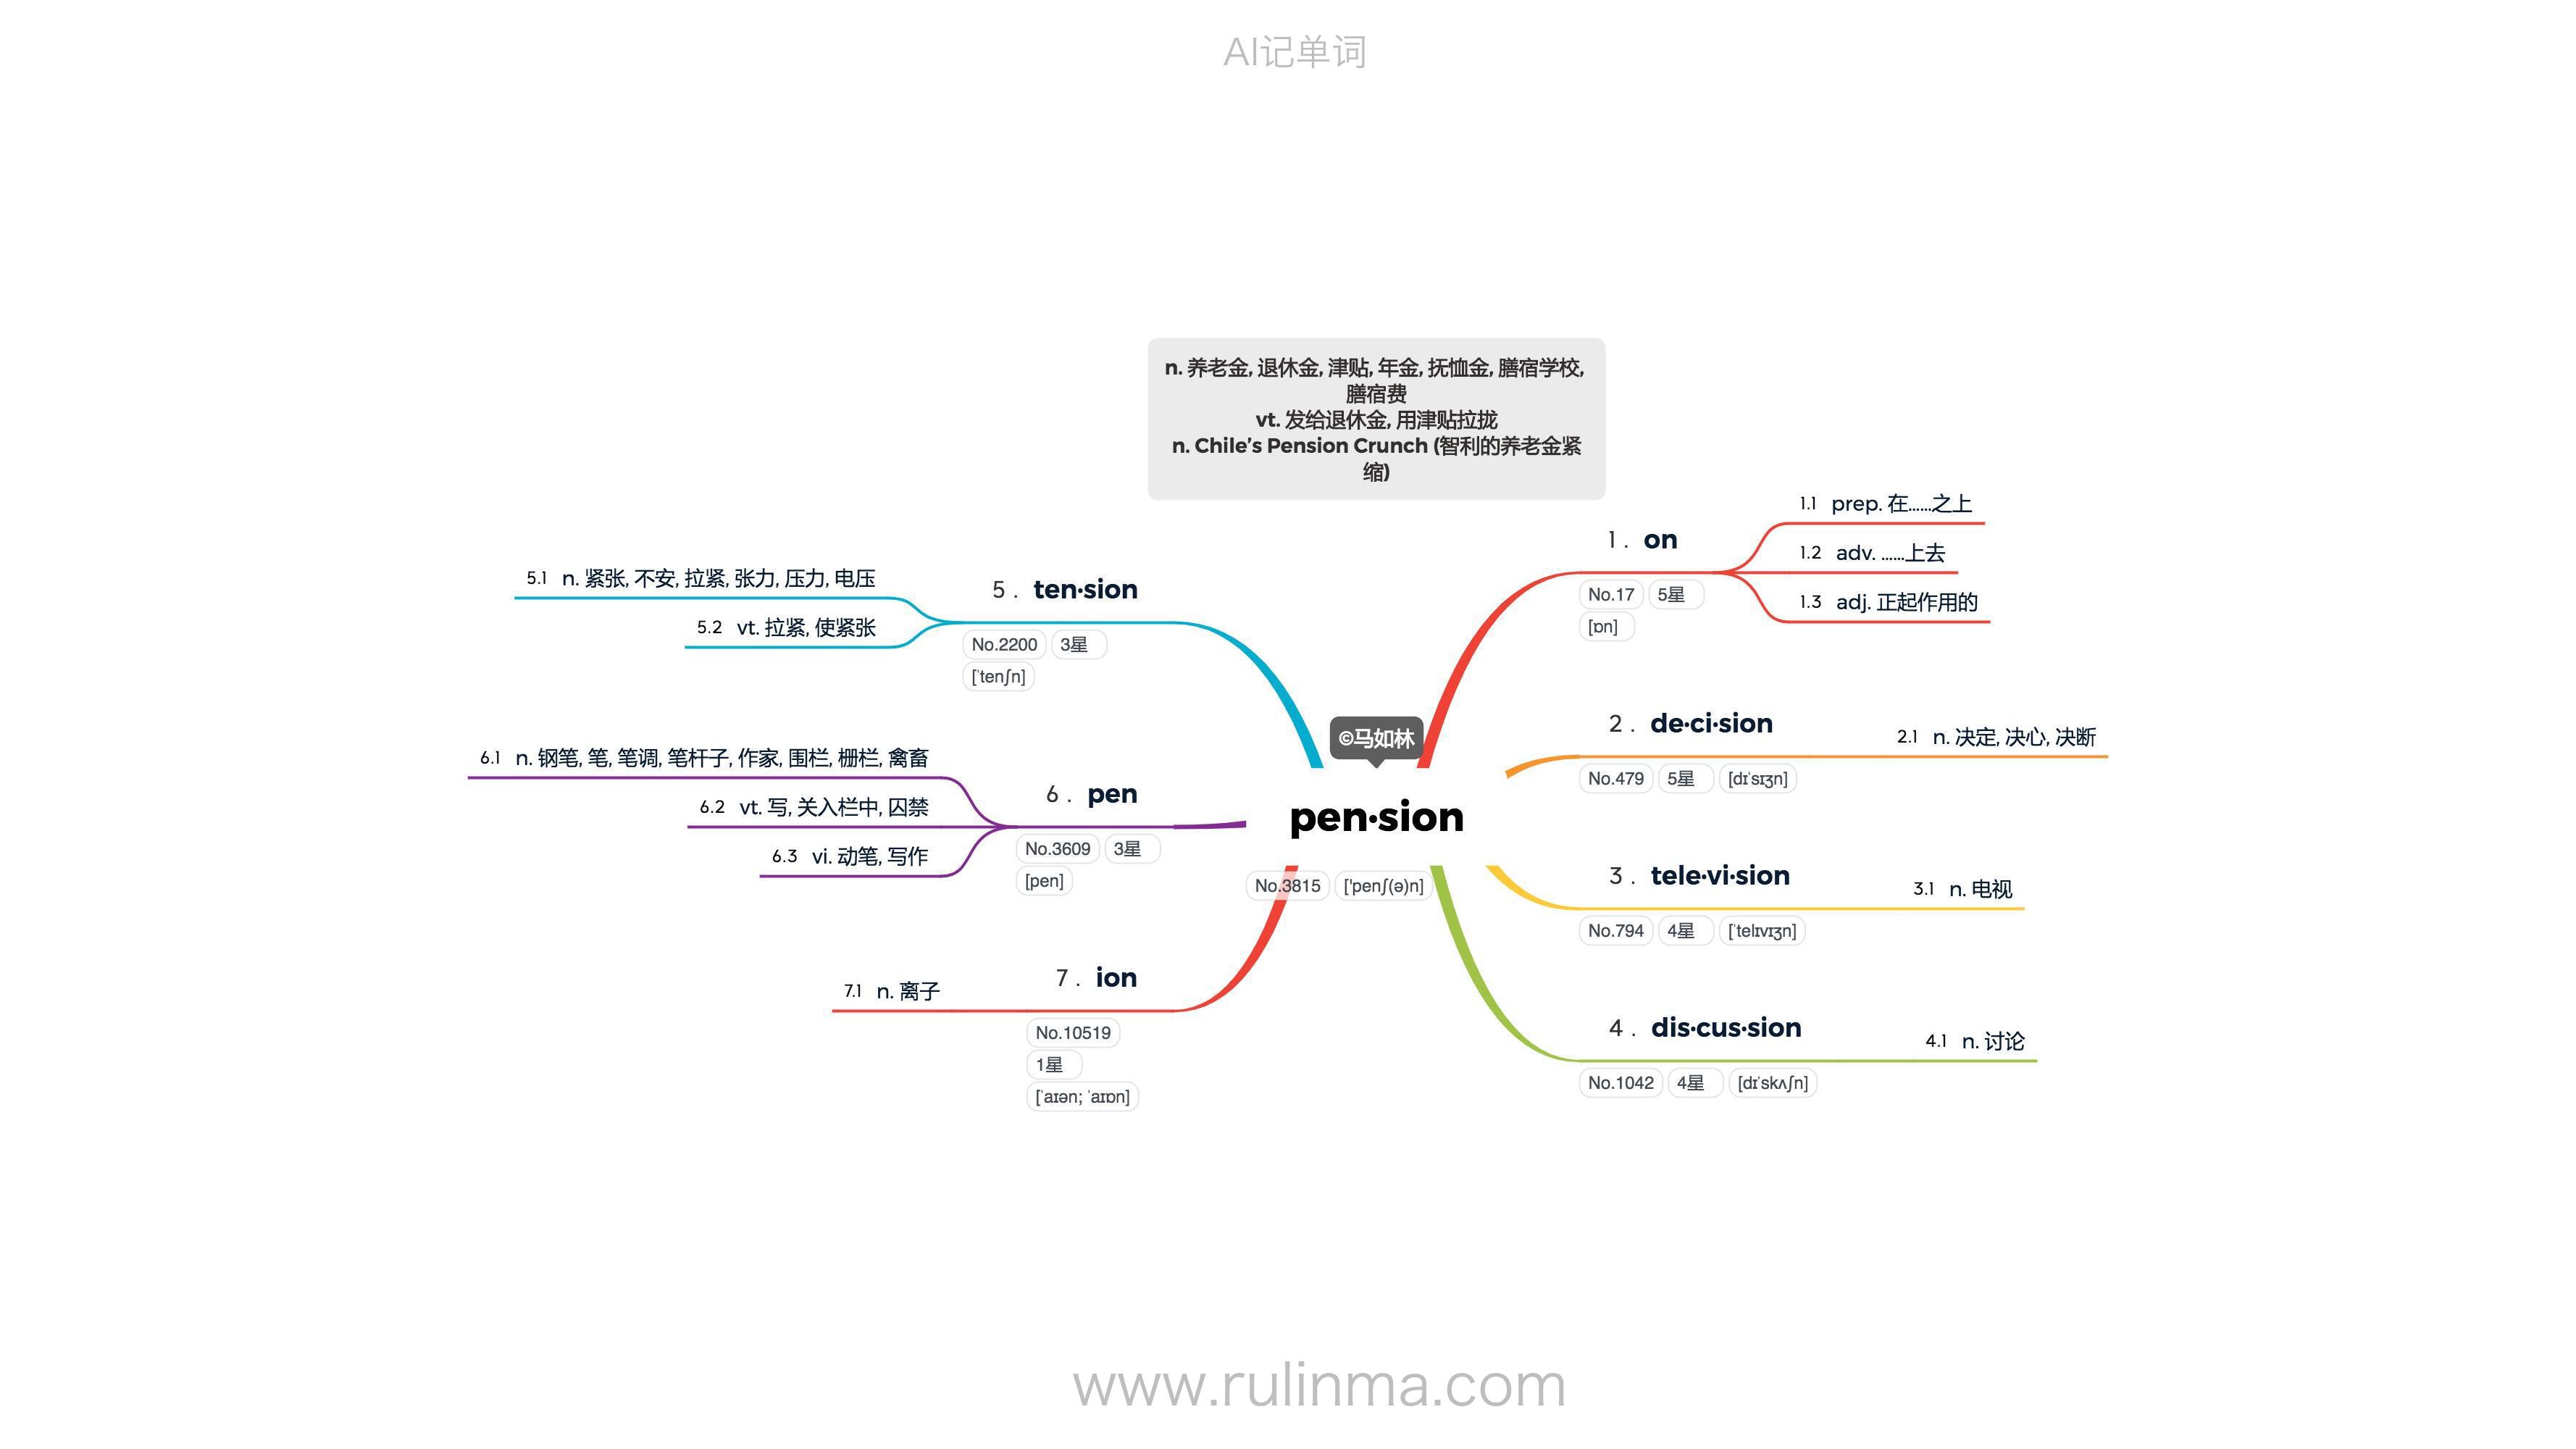 AI记单词
n. 养老金, 退休金, 津贴, 年金, 抚恤金, 膳宿学校,
膳宿费
vt. 发给退休金, 用津贴拉拢
n. Chile’s Pension Crunch (智利的养老金紧
缩)
©马如林
pen·sion
No.3815 ['penʃ(ə)n]
1 . on
No.17 5星
[ɒn]
1.1 prep. 在……之上
1.2 adv. ……上去
1.3 adj. 正起作用的
2 . de·ci·sion
No.479 5星 [dɪˈsɪʒn]
2.1 n. 决定, 决心, 决断
3 . tele·vi·sion
No.794 4星 [ˈtelɪvɪʒn]
3.1 n. 电视
4 . dis·cus·sion
No.1042 4星 [dɪˈskʌʃn]
4.1 n. 讨论
5 . ten·sion
No.2200 3星
[ˈtenʃn]
5.1 n. 紧张, 不安, 拉紧, 张力, 压力, 电压
5.2 vt. 拉紧, 使紧张
6 . pen
No.3609 3星
[pen]
6.1 n. 钢笔, 笔, 笔调, 笔杆子, 作家, 围栏, 栅栏, 禽畜
6.2 vt. 写, 关入栏中, 囚禁
6.3 vi. 动笔, 写作
7 . ion
No.10519
1星
[ˈaɪən; ˈaɪɒn]
7.1 n. 离子
www.rulinma.com